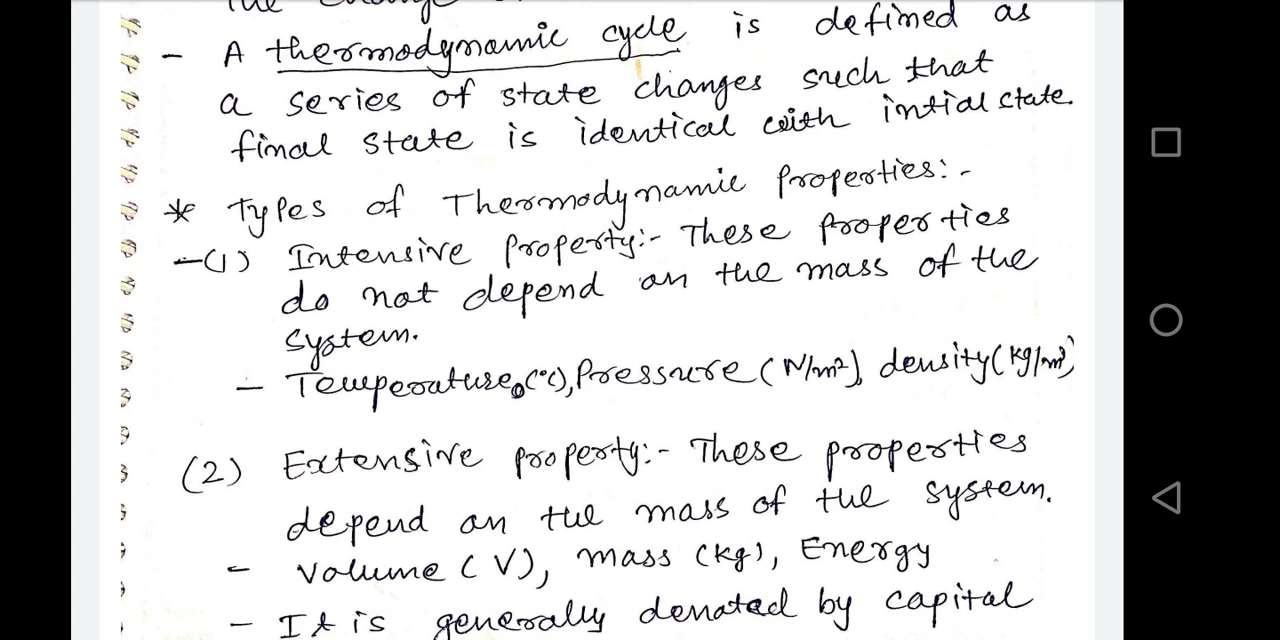 - A thermodynamic cycle is defined as
a series of state changes such that
final state is identical with intial state.
* Types of Thermodynamic Properties:-
-(1) Intensive Property:- These Properties
do not depend on the mass of the
system.
- Temperature (°C), Pressure (N/m²), density (kg/m³)
(2) Extensive property:- These properties
depend on the mass of the system.
- Volume (V), mass (kg), Energy
- It is generally denoted by capital